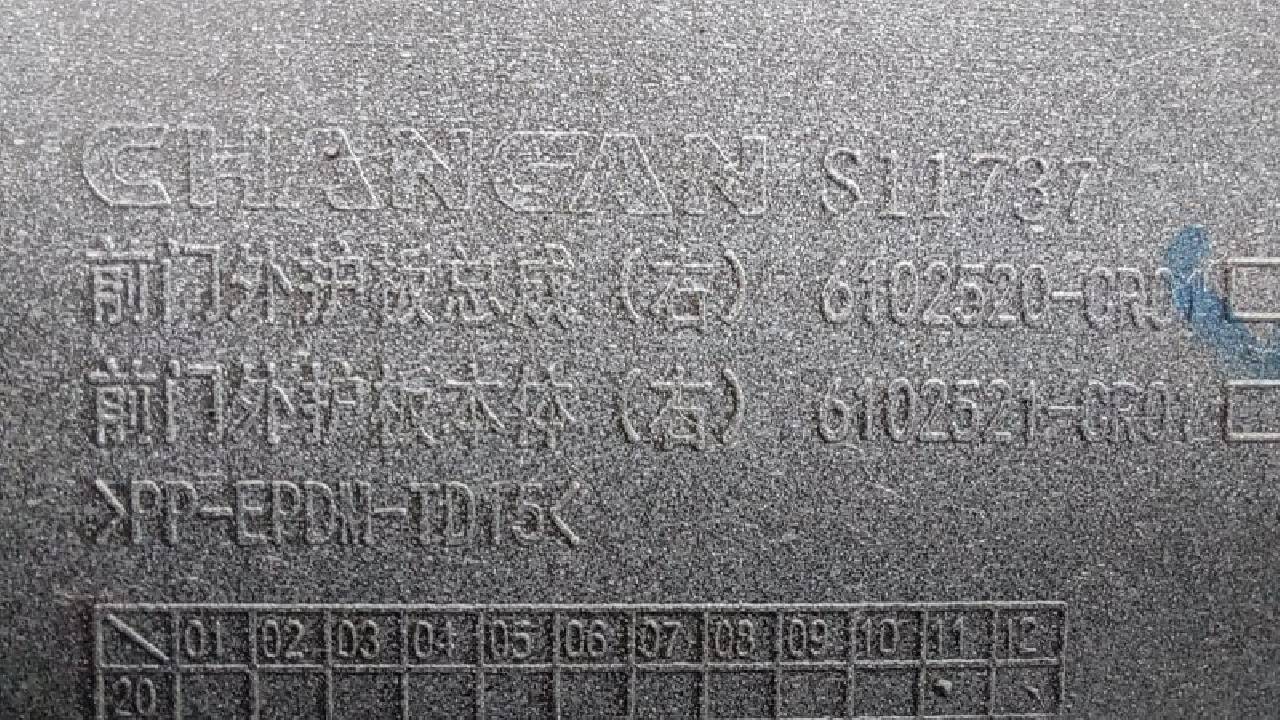 CHANGAN S11737
前门外护板总成（右） 6102520-CR01
前门外护板本体（右） 6102521-CR01
>PP-EPDM-TD15<
01 02 03 04 05 06 07 08 09 10 11 12
20